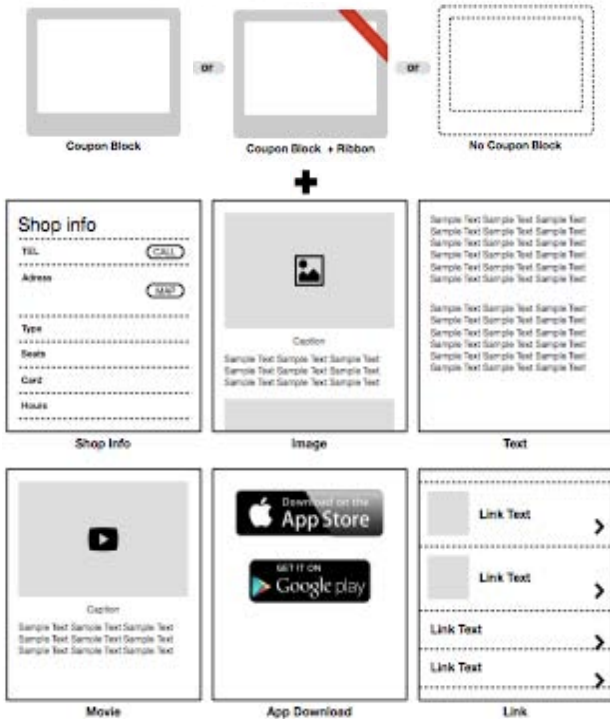 or
or
Coupon Block
Coupon Block + Ribbon
No Coupon Block
Shop info
TEL
CALL
Adress
MAP
Type
Seats
Card
Hours
Shop Info
Caption
Sample Text Sample Text Sample Text
Sample Text Sample Text Sample Text
Sample Text Sample Text Sample Text
Image
Sample Text Sample Text Sample Text
Sample Text Sample Text Sample Text
Sample Text Sample Text Sample Text
Sample Text Sample Text Sample Text
Sample Text Sample Text Sample Text
Sample Text Sample Text Sample Text
Sample Text Sample Text Sample Text
Sample Text Sample Text Sample Text
Sample Text Sample Text Sample Text
Sample Text Sample Text Sample Text
Sample Text Sample Text Sample Text
Sample Text Sample Text Sample Text
Text
Caption
Sample Text Sample Text Sample Text
Sample Text Sample Text Sample Text
Sample Text Sample Text Sample Text
Movie
Download on the
App Store
GET IT ON
Google play
App Download
Link Text
Link Text
Link Text
Link Text
Link